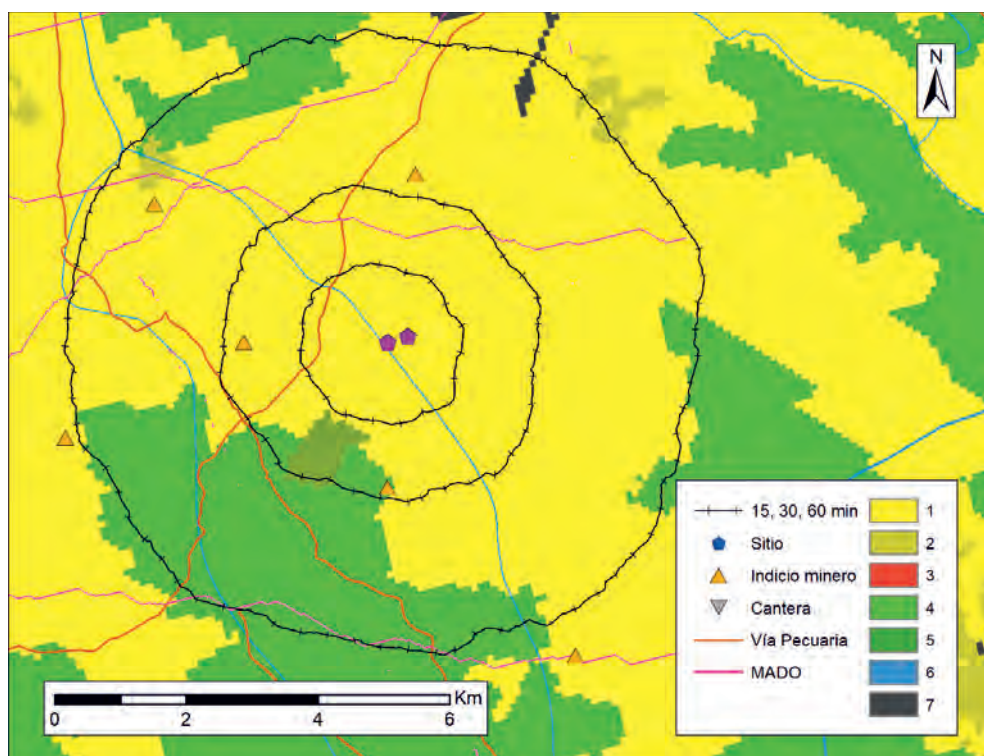 N
15, 30, 60 min
Sitio
Indicio minero
Cantera
Vía Pecuaria
MADO
1
2
3
4
5
6
7
Km
0 2 4 6